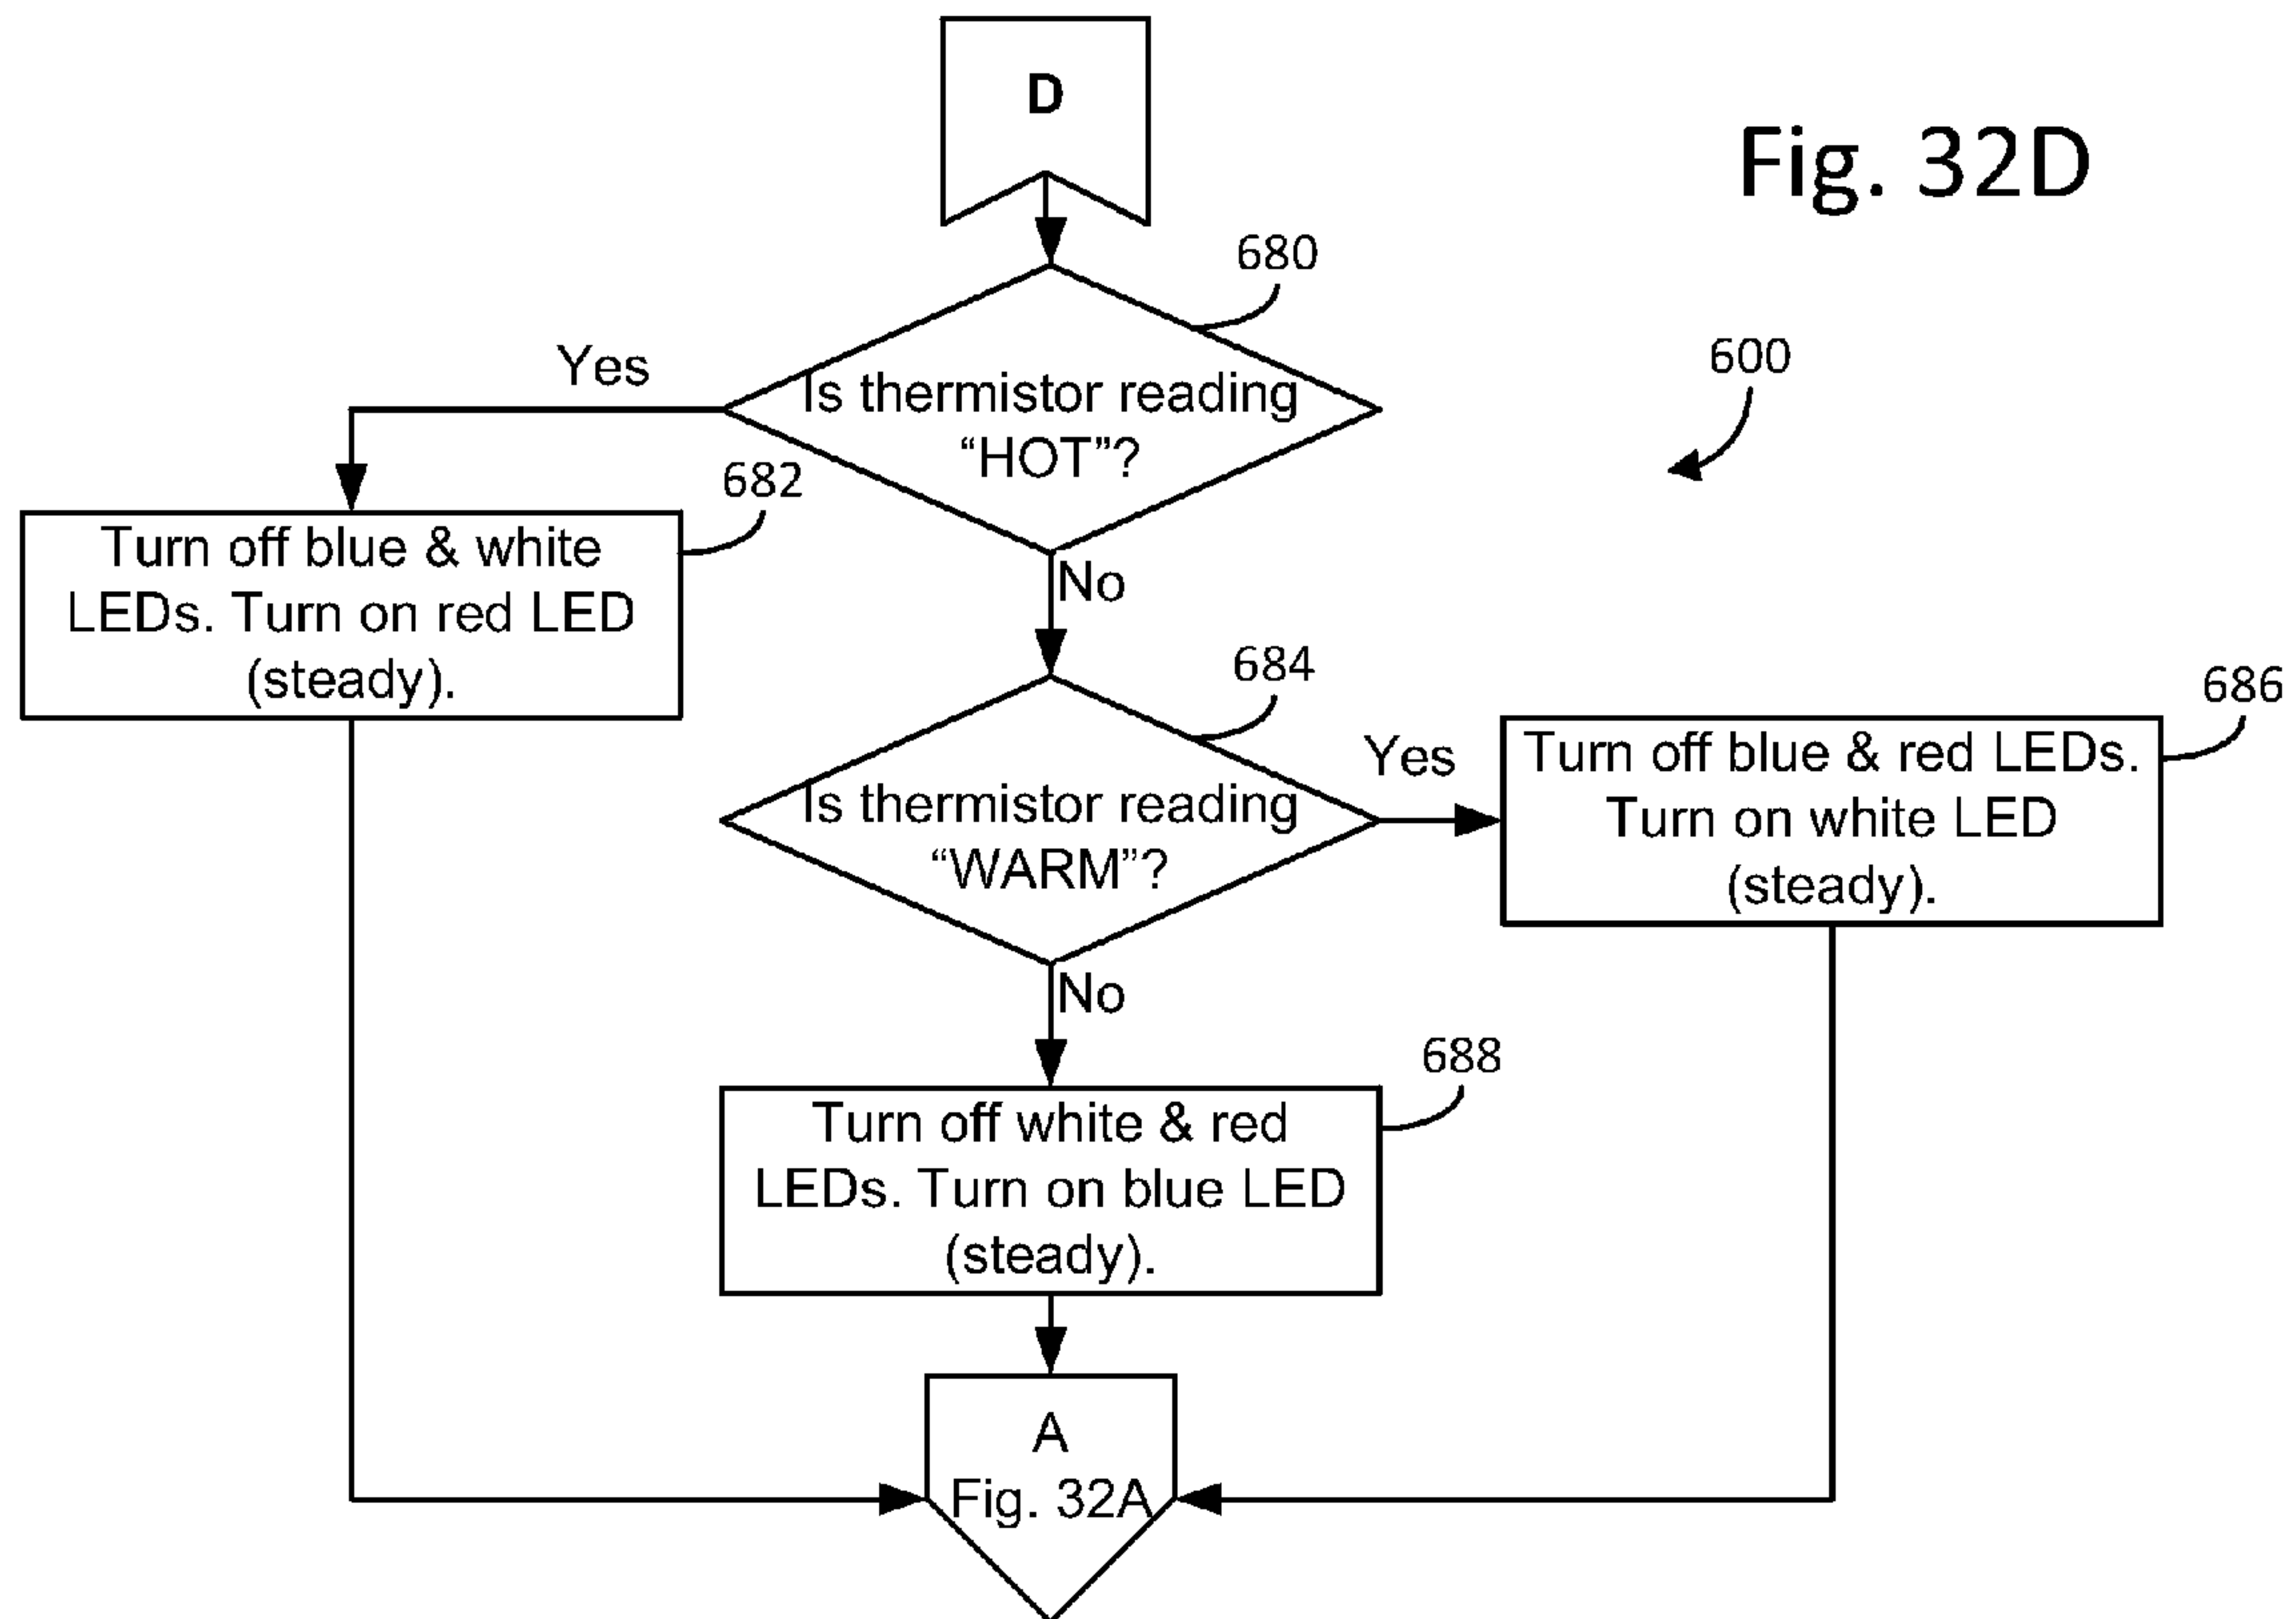 D
Fig. 32D
680
600
Yes
Is thermistor reading
“HOT”?
682
Turn off blue & white
LEDs. Turn on red LED
(steady).
No
684
686
Yes
Is thermistor reading
“WARM”?
Turn off blue & red LEDs.
Turn on white LED
(steady).
No
688
Turn off white & red
LEDs. Turn on blue LED
(steady).
A
Fig. 32A